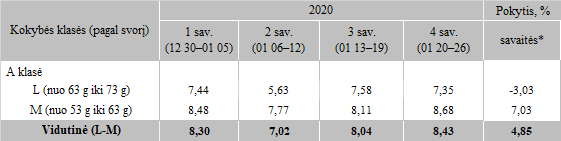 Kokybės klasės (pagal svorį) 2020 Pokytis, %
1 sav. 2 sav. 3 sav. 4 sav. savaitės*
(12 30–01 05) (01 06–12) (01 13–19) (01 20–26)
A klasė
L (nuo 63 g iki 73 g) 7,44 5,63 7,58 7,35 -3,03
M (nuo 53 g iki 63 g) 8,48 7,77 8,11 8,68 7,03
Vidutinė (L-M) 8,30 7,02 8,04 8,43 4,85